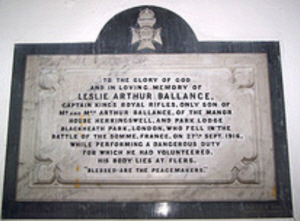 TO THE GLORY OF GOD
AND IN LOVING MEMORY OF
LESLIE ARTHUR BALLANCE,
CAPTAIN KING'S ROYAL RIFLES, ONLY SON OF
MR AND MRS ARTHUR BALLANCE, OF THE MANOR
HOUSE HERRINGSWELL, AND PARK LODGE
BLACKHEATH PARK, LONDON, WHO FELL IN THE
BATTLE OF THE SOMME, FRANCE, ON 27TH SEPT. 1916,
WHILE PERFORMING A DANGEROUS DUTY
FOR WHICH HE HAD VOLUNTEERED.
HIS BODY LIES AT FLERS.
"BLESSED ARE THE PEACEMAKERS."